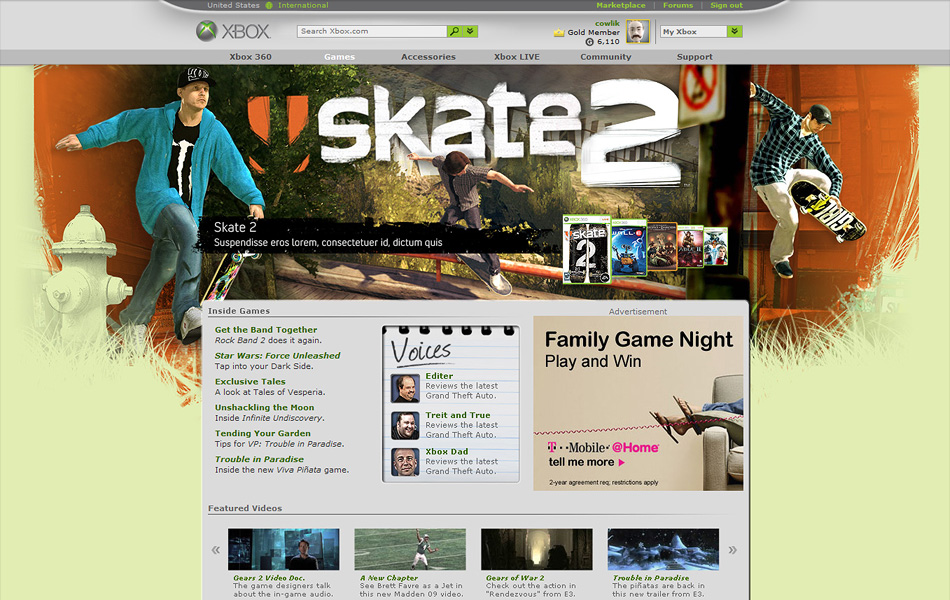 United States International
Marketplace | Forums | Sign out
XBOX
Search Xbox.com
cowlik
Gold Member
G 6,110
My Xbox
Xbox 360 Games Accessories Xbox LIVE Community Support
skate 2
Skate 2
Suspendisse eros lorem, consectetuer id, dictum quis
Inside Games
Get the Band Together
Rock Band 2 does it again.
Star Wars: Force Unleashed
Tap into your Dark Side.
Exclusive Tales
A look at Tales of Vesperia.
Unshackling the Moon
Inside Infinite Undiscovery.
Tending Your Garden
Tips for VP: Trouble in Paradise.
Trouble in Paradise
Inside the new Viva Piñata game.
Voices
Editer
Reviews the latest
Grand Theft Auto.
Treit and True
Reviews the latest
Grand Theft Auto.
Xbox Dad
Reviews the latest
Grand Theft Auto.
Advertisement
Family Game Night
Play and Win
T··Mobile· @Home
tell me more
2-year agreement req; restrictions apply
Featured Videos
« »
Gears 2 Video Doc.
The game designers talk
about the in-game audio.
A New Chapter
See Brett Favre as a Jet in
this new Madden 09 video.
Gears of War 2
Check out the action in
"Rendezvous" from E3.
Trouble in Paradise
The piñatas are back in
this new trailer from E3.